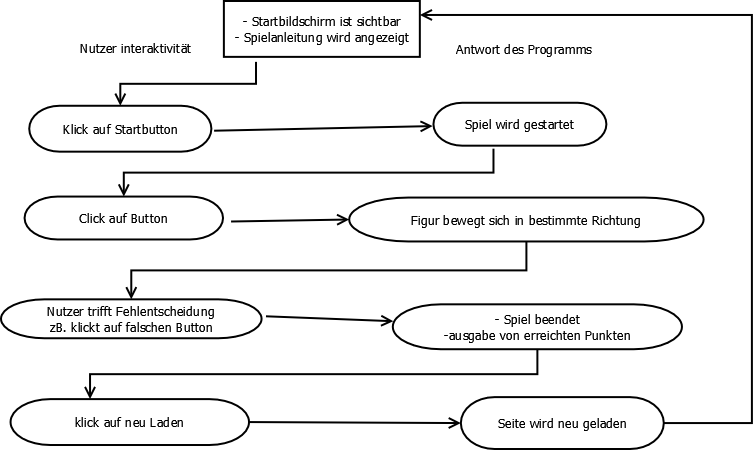 - Startbildschirm ist sichtbar
- Spielanleitung wird angezeigt
Nutzer interaktivität
Antwort des Programms
Klick auf Startbutton
Spiel wird gestartet
Click auf Button
Figur bewegt sich in bestimmte Richtung
Nutzer trifft Fehlentscheidung
zB. klickt auf falschen Button
- Spiel beendet
-ausgabe von erreichten Punkten
klick auf neu Laden
Seite wird neu geladen